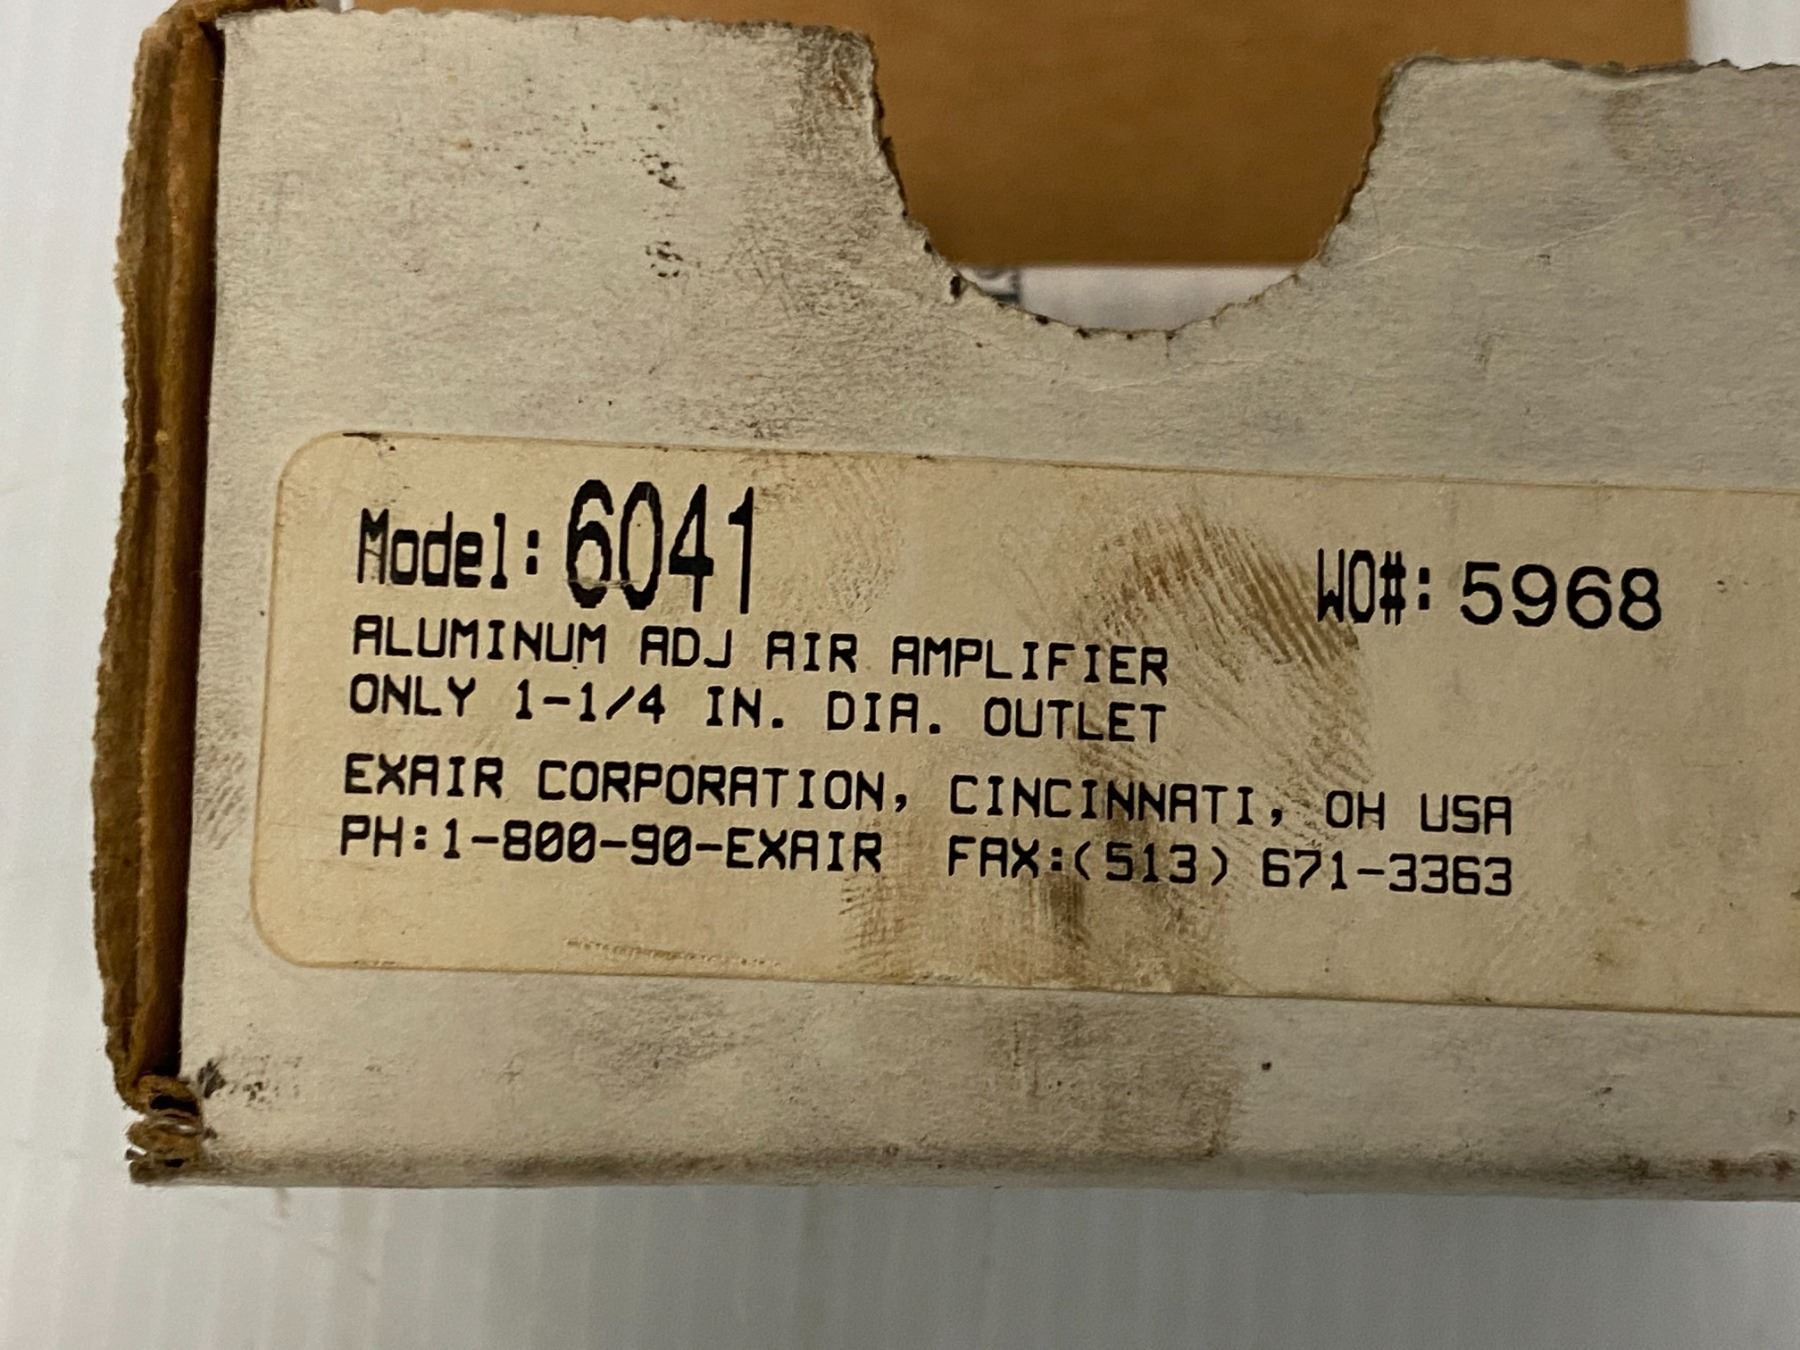 Model: 6041 WO#: 5968
ALUMINUM ADJ AIR AMPLIFIER
ONLY 1-1/4 IN. DIA. OUTLET
EXAIR CORPORATION, CINCINNATI, OH USA
PH:1-800-90-EXAIR FAX:(513) 671-3363